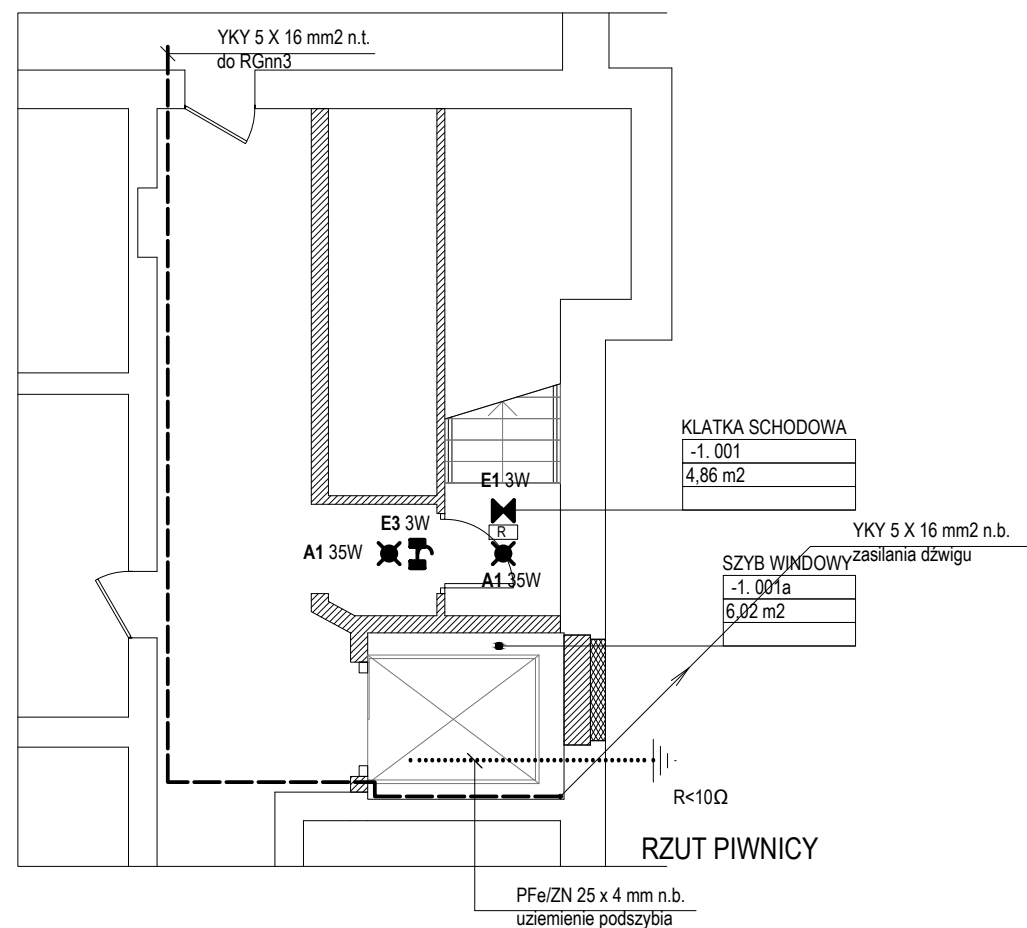 YKY 5 X 16 mm2 n.t.
do RGnn3
KLATKA SCHODOWA
-1. 001
4,86 m2
E1 3W
R
E3 3W
A1 35W
A1 35W
YKY 5 X 16 mm2 n.b.
zasilania dźwigu
SZYB WINDOWY
-1. 001a
6,02 m2
R<10Ω
RZUT PIWNICY
PFe/ZN 25 x 4 mm n.b.
uziemienie podszybia